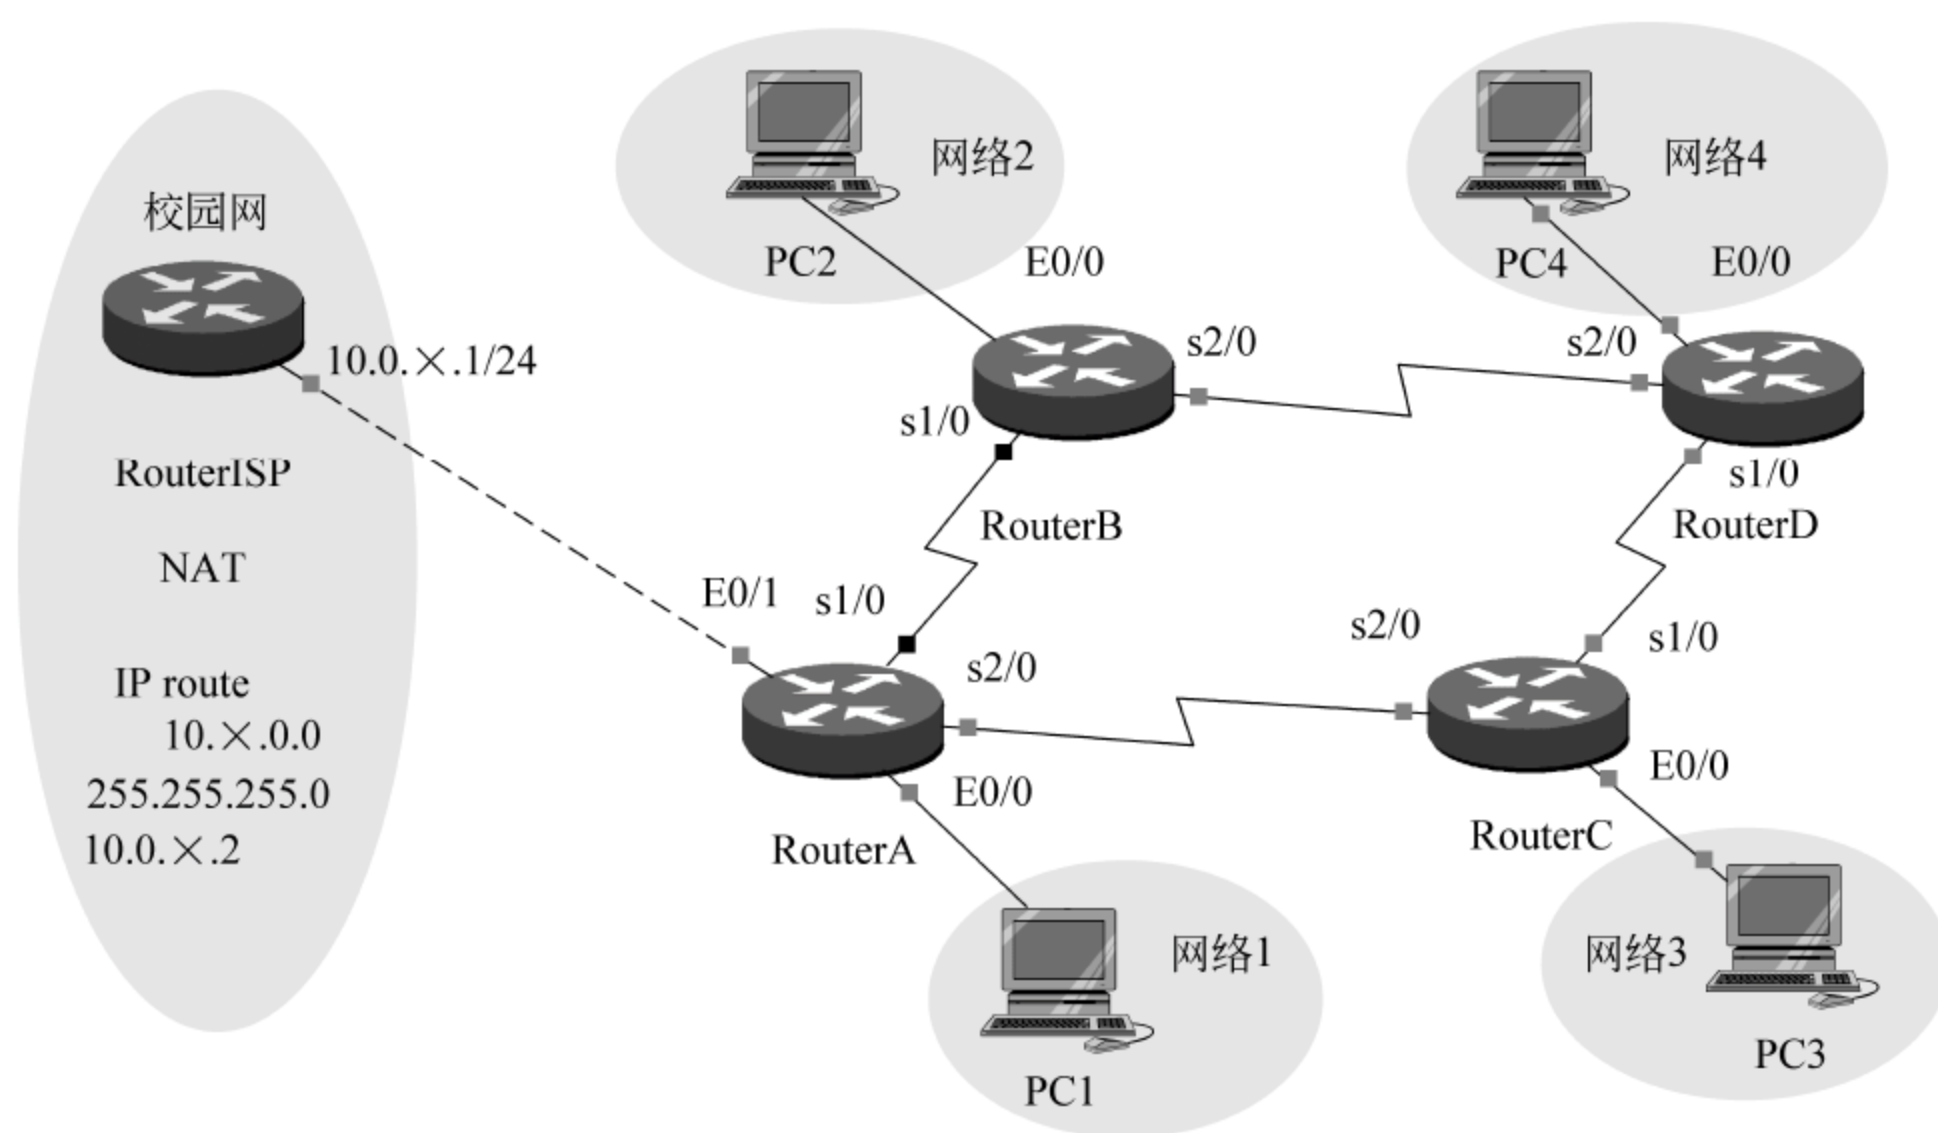 校园网
10.0.×.1/24
RouterISP
NAT
IP route
10.×.0.0
255.255.255.0
10.0.×.2
网络2
PC2
E0/0
s2/0
s1/0
RouterB
网络4
PC4
E0/0
s2/0
s1/0
RouterD
E0/1
s1/0
s2/0
E0/0
RouterA
网络1
PC1
s2/0
s1/0
E0/0
RouterC
网络3
PC3